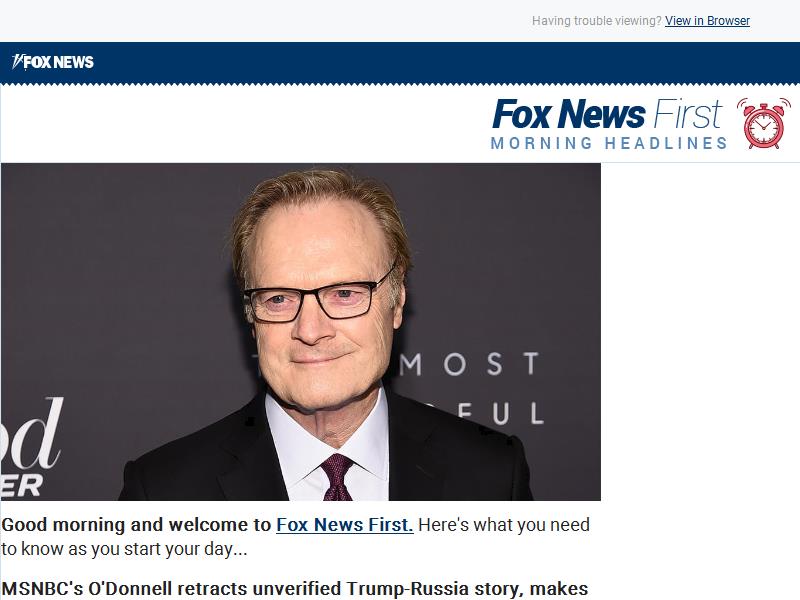 Having trouble viewing? View in Browser
FOX NEWS
Fox News First
MORNING HEADLINES
MOST
od
ER
FUL
Good morning and welcome to Fox News First. Here's what you need
to know as you start your day...
MSNBC's O'Donnell retracts unverified Trump-Russia story, makes